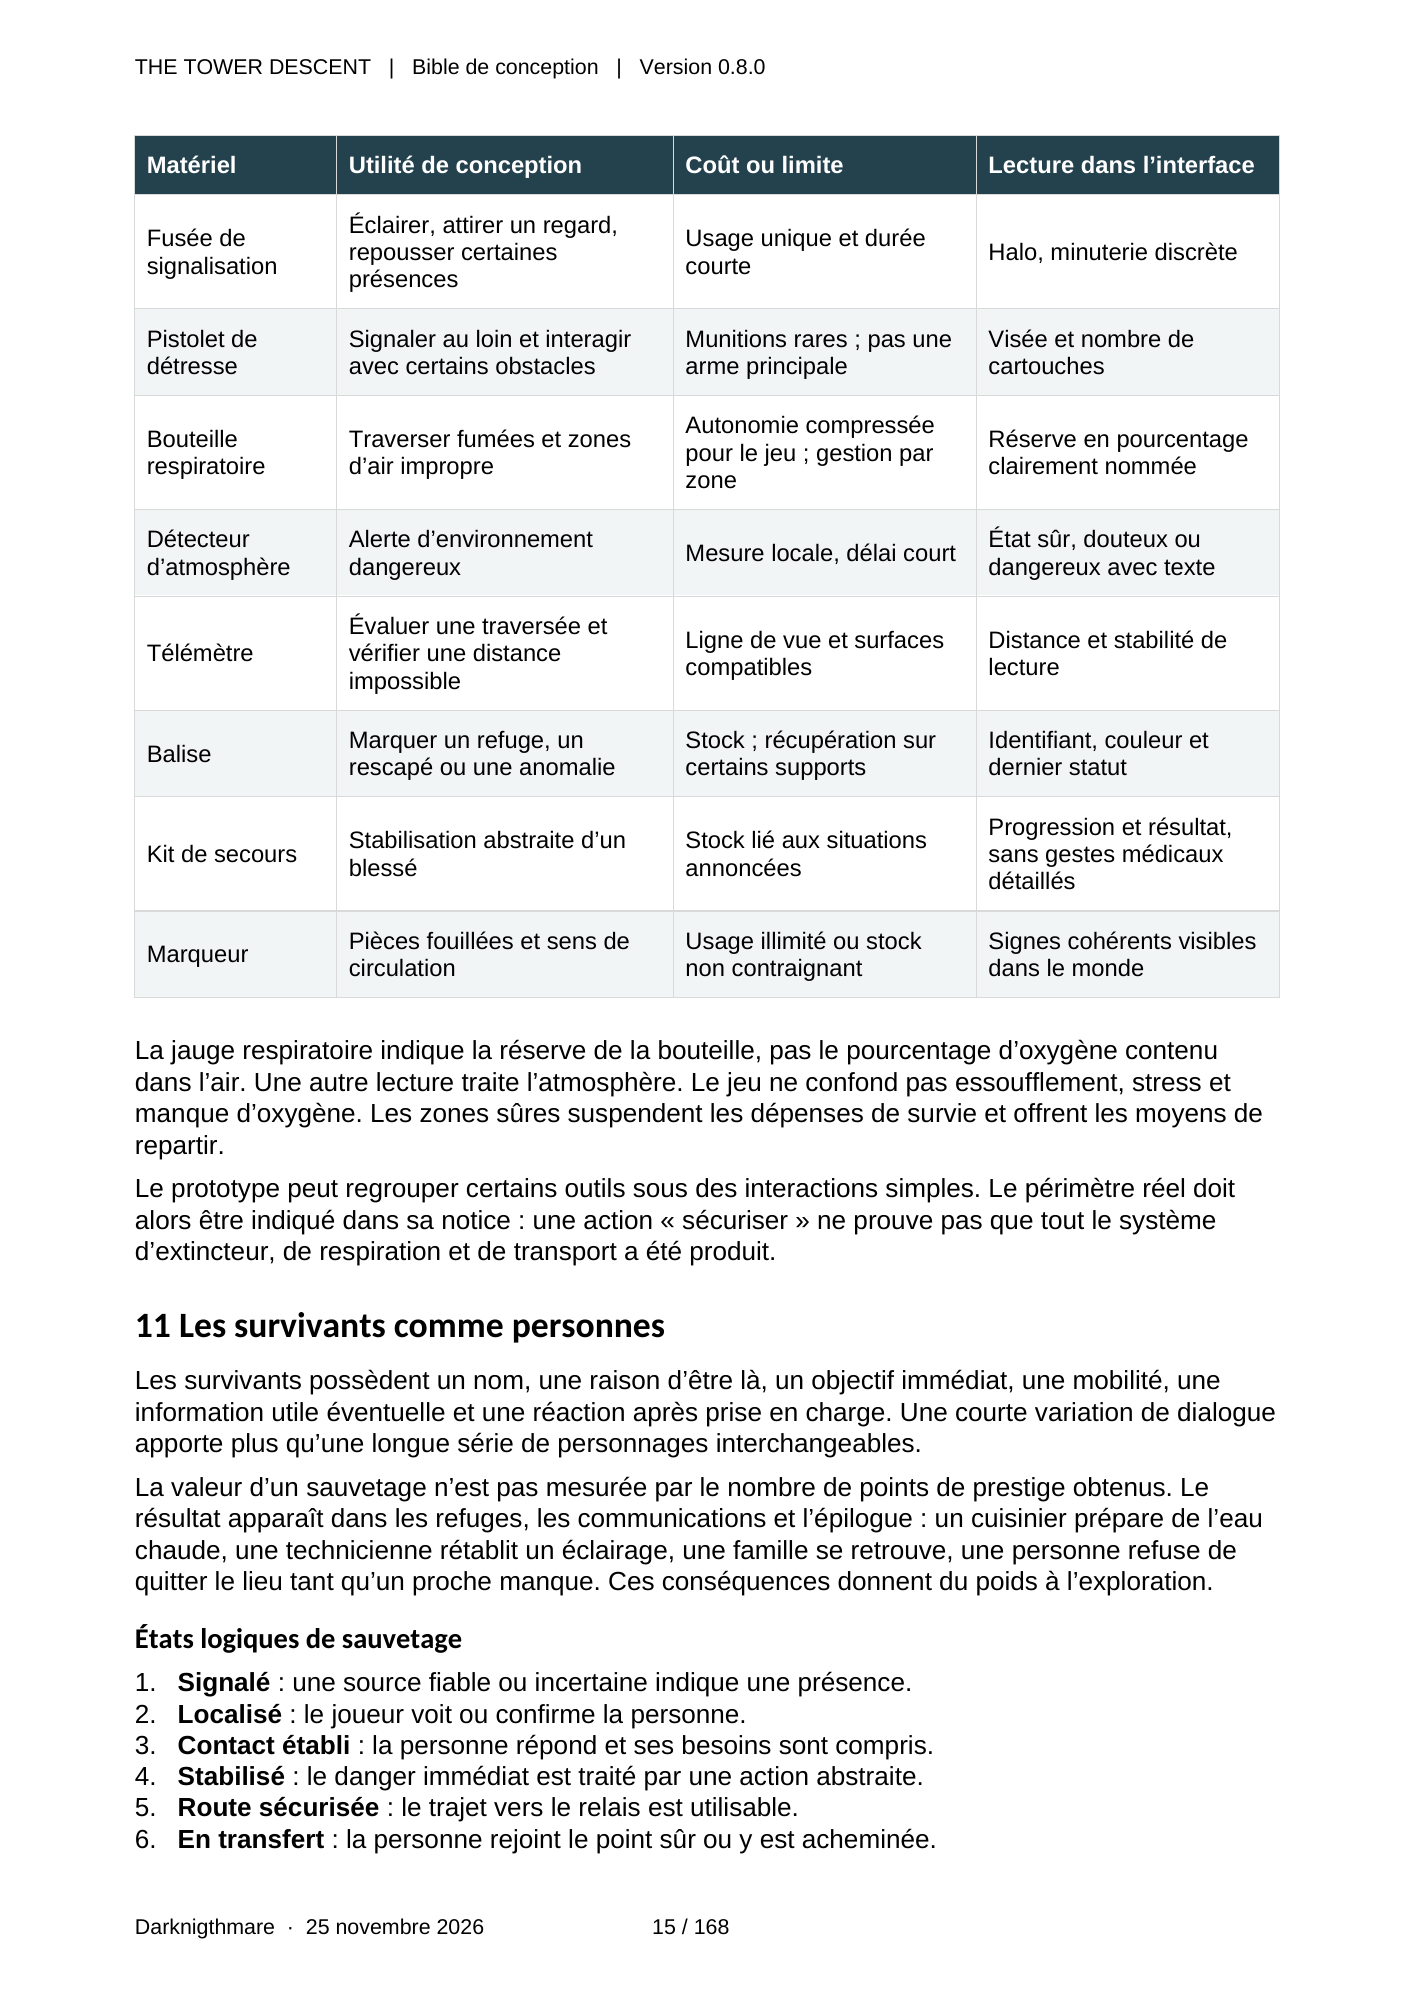 THE TOWER DESCENT | Bible de conception | Version 0.8.0
Matériel
Utilité de conception
Coût ou limite
Lecture dans l’interface
Fusée de
signalisation
Éclairer, attirer un regard,
repousser certaines
présences
Usage unique et durée
courte
Halo, minuterie discrète
Pistolet de
détresse
Signaler au loin et interagir
avec certains obstacles
Munitions rares ; pas une
arme principale
Visée et nombre de
cartouches
Bouteille
respiratoire
Traverser fumées et zones
d’air impropre
Autonomie compressée
pour le jeu ; gestion par
zone
Réserve en pourcentage
clairement nommée
Détecteur
d’atmosphère
Alerte d’environnement
dangereux
Mesure locale, délai court
État sûr, douteux ou
dangereux avec texte
Télémètre
Évaluer une traversée et
vérifier une distance
impossible
Ligne de vue et surfaces
compatibles
Distance et stabilité de
lecture
Balise
Marquer un refuge, un
rescapé ou une anomalie
Stock ; récupération sur
certains supports
Identifiant, couleur et
dernier statut
Kit de secours
Stabilisation abstraite d’un
blessé
Stock lié aux situations
annoncées
Progression et résultat,
sans gestes médicaux
détaillés
Marqueur
Pièces fouillées et sens de
circulation
Usage illimité ou stock
non contraignant
Signes cohérents visibles
dans le monde
La jauge respiratoire indique la réserve de la bouteille, pas le pourcentage d’oxygène contenu
dans l’air. Une autre lecture traite l’atmosphère. Le jeu ne confond pas essoufflement, stress et
manque d’oxygène. Les zones sûres suspendent les dépenses de survie et offrent les moyens de
repartir.
Le prototype peut regrouper certains outils sous des interactions simples. Le périmètre réel doit
alors être indiqué dans sa notice : une action « sécuriser » ne prouve pas que tout le système
d’extincteur, de respiration et de transport a été produit.
11 Les survivants comme personnes
Les survivants possèdent un nom, une raison d’être là, un objectif immédiat, une mobilité, une
information utile éventuelle et une réaction après prise en charge. Une courte variation de dialogue
apporte plus qu’une longue série de personnages interchangeables.
La valeur d’un sauvetage n’est pas mesurée par le nombre de points de prestige obtenus. Le
résultat apparaît dans les refuges, les communications et l’épilogue : un cuisinier prépare de l’eau
chaude, une technicienne rétablit un éclairage, une famille se retrouve, une personne refuse de
quitter le lieu tant qu’un proche manque. Ces conséquences donnent du poids à l’exploration.
États logiques de sauvetage
1. Signalé : une source fiable ou incertaine indique une présence.
2. Localisé : le joueur voit ou confirme la personne.
3. Contact établi : la personne répond et ses besoins sont compris.
4. Stabilisé : le danger immédiat est traité par une action abstraite.
5. Route sécurisée : le trajet vers le relais est utilisable.
6. En transfert : la personne rejoint le point sûr ou y est acheminée.
Darknigthmare · 25 novembre 2026 15 / 168